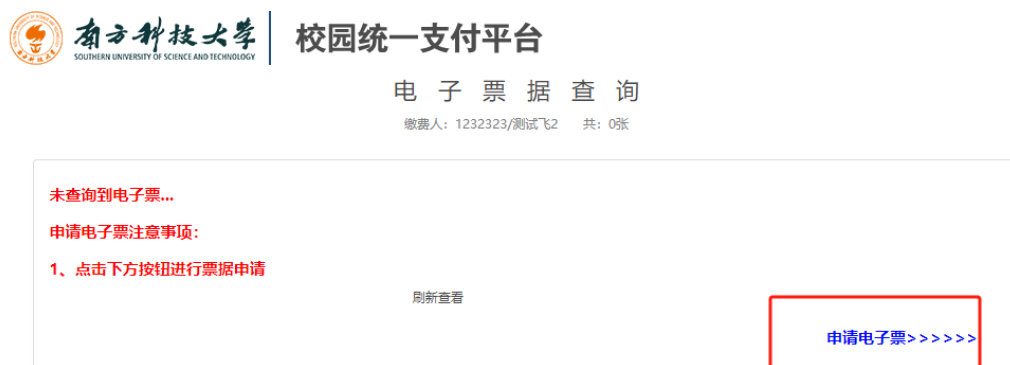 南方科技大学 校园统一支付平台
SOUTHERN UNIVERSITY OF SCIENCE AND TECHNOLOGY
电子票据查询
缴费人：1232323/测试飞2 共：0张
未查询到电子票...
申请电子票注意事项：
1、点击下方按钮进行票据申请
刷新查看
申请电子票>>>>>>